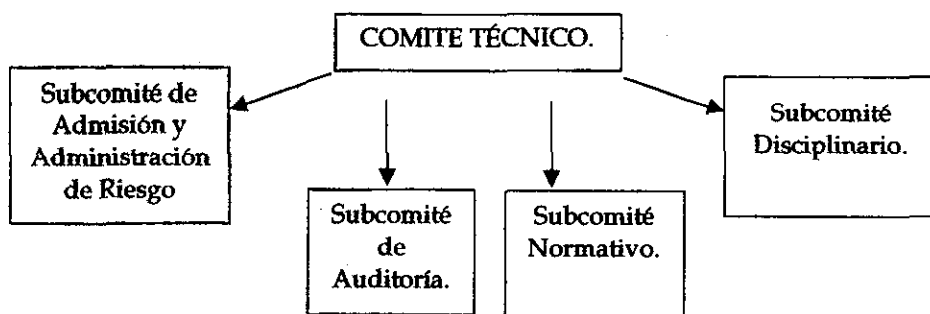 COMITE TÉCNICO.
Subcomité de
Admisión y
Administración
de Riesgo
Subcomité
de
Auditoría.
Subcomité
Normativo.
Subcomité
Disciplinario.